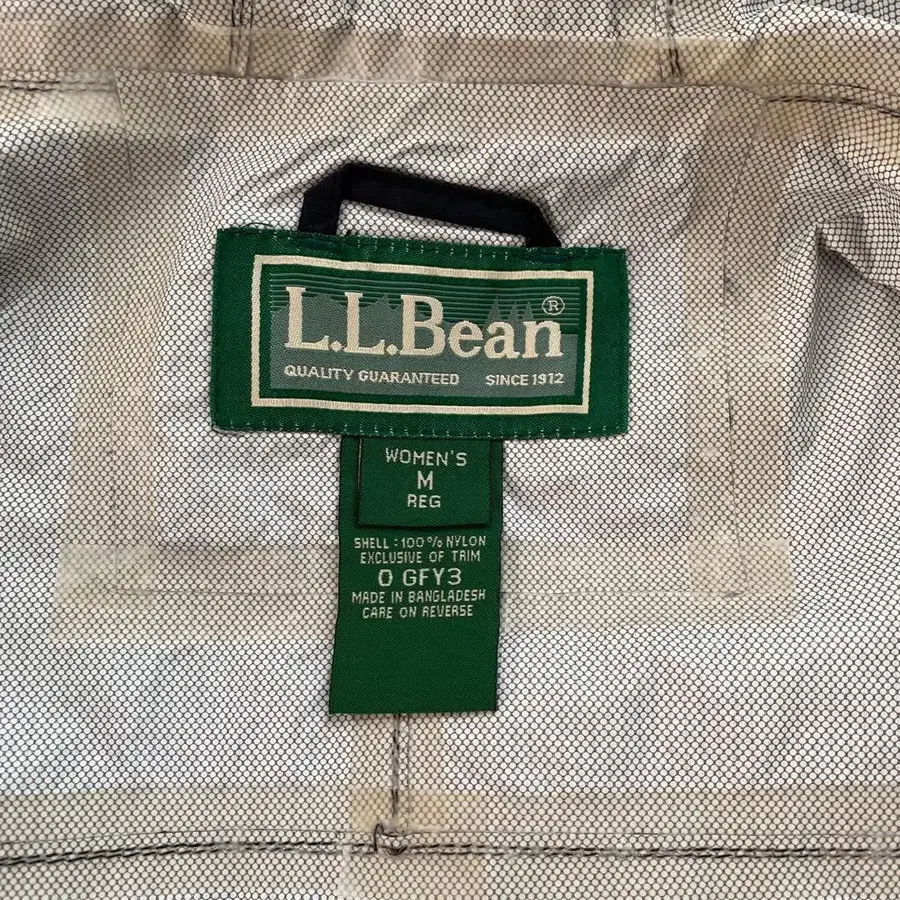 L.L.Bean®
QUALITY GUARANTEED SINCE 1912
WOMEN'S
M
REG
SHELL : 100% NYLON
EXCLUSIVE OF TRIM
0 GFY3
MADE IN BANGLADESH
CARE ON REVERSE